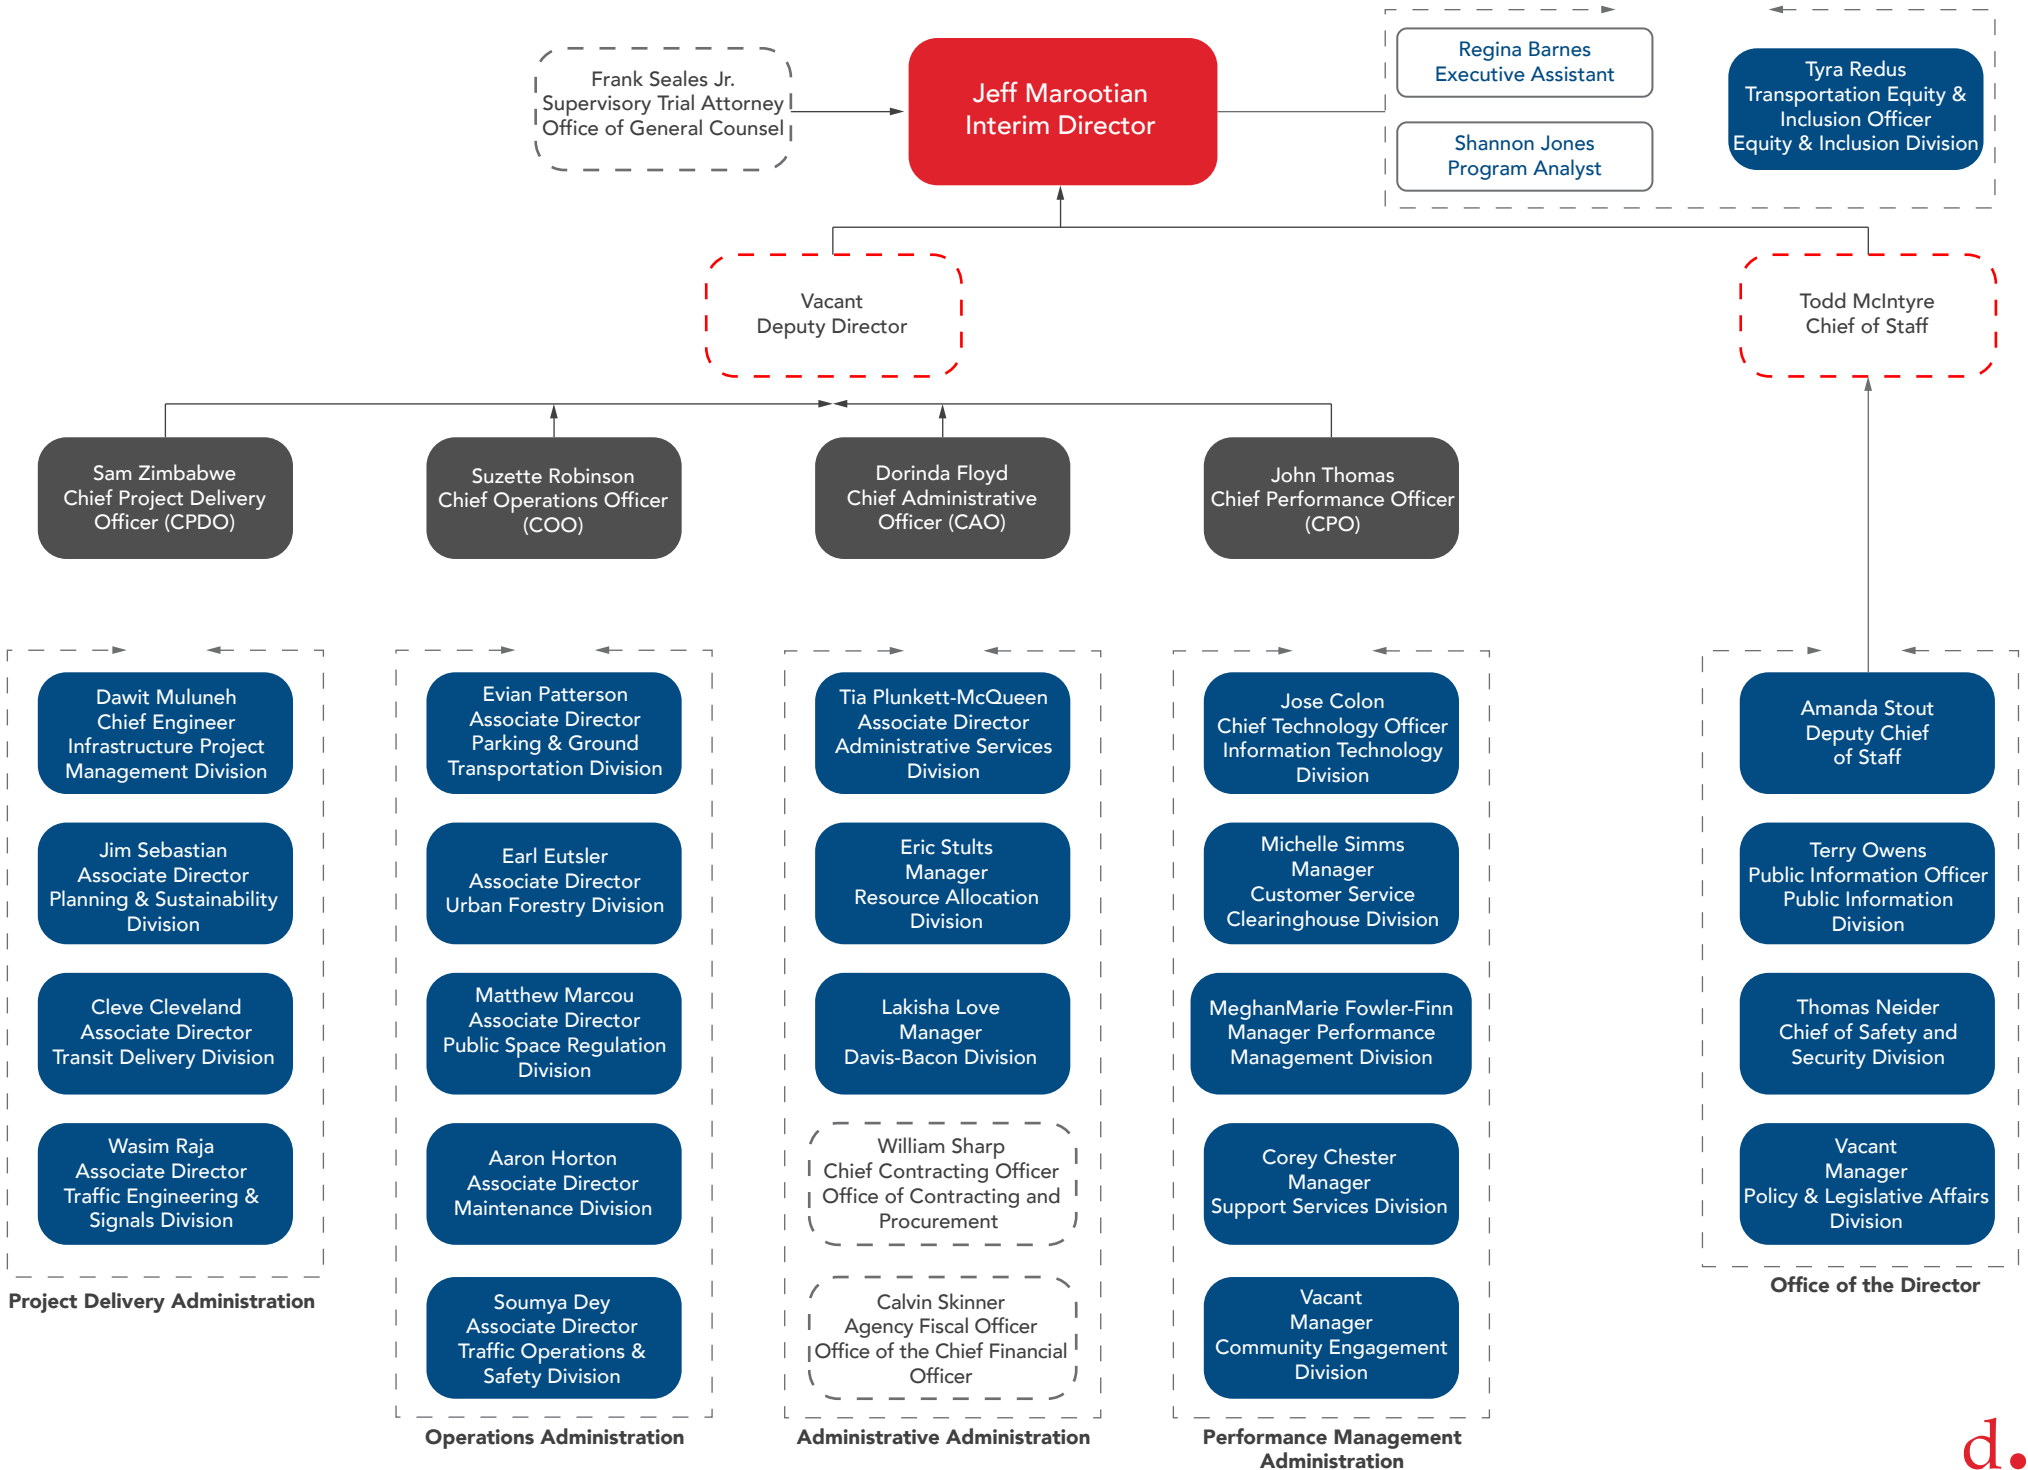 Frank Seales Jr.
Supervisory Trial Attorney
Office of General Counsel
Jeff Marootian
Interim Director
Regina Barnes
Executive Assistant
Shannon Jones
Program Analyst
Tyra Redus
Transportation Equity &
Inclusion Officer
Equity & Inclusion Division
Vacant
Deputy Director
Todd McIntyre
Chief of Staff
Sam Zimbabwe
Chief Project Delivery
Officer (CPDO)
Suzette Robinson
Chief Operations Officer
(COO)
Dorinda Floyd
Chief Administrative
Officer (CAO)
John Thomas
Chief Performance Officer
(CPO)
Dawit Muluneh
Chief Engineer
Infrastructure Project
Management Division
Jim Sebastian
Associate Director
Planning & Sustainability
Division
Cleve Cleveland
Associate Director
Transit Delivery Division
Wasim Raja
Associate Director
Traffic Engineering &
Signals Division
Project Delivery Administration
Evian Patterson
Associate Director
Parking & Ground
Transportation Division
Earl Eutsler
Associate Director
Urban Forestry Division
Matthew Marcou
Associate Director
Public Space Regulation
Division
Aaron Horton
Associate Director
Maintenance Division
Soumya Dey
Associate Director
Traffic Operations &
Safety Division
Operations Administration
Tia Plunkett-McQueen
Associate Director
Administrative Services
Division
Eric Stults
Manager
Resource Allocation
Division
Lakisha Love
Manager
Davis-Bacon Division
William Sharp
Chief Contracting Officer
Office of Contracting and
Procurement
Calvin Skinner
Agency Fiscal Officer
Office of the Chief Financial
Officer
Administrative Administration
Jose Colon
Chief Technology Officer
Information Technology
Division
Michelle Simms
Manager
Customer Service
Clearinghouse Division
MeghanMarie Fowler-Finn
Manager Performance
Management Division
Corey Chester
Manager
Support Services Division
Vacant
Manager
Community Engagement
Division
Performance Management
Administration
Amanda Stout
Deputy Chief
of Staff
Terry Owens
Public Information Officer
Public Information
Division
Thomas Neider
Chief of Safety and
Security Division
Vacant
Manager
Policy & Legislative Affairs
Division
Office of the Director
d.